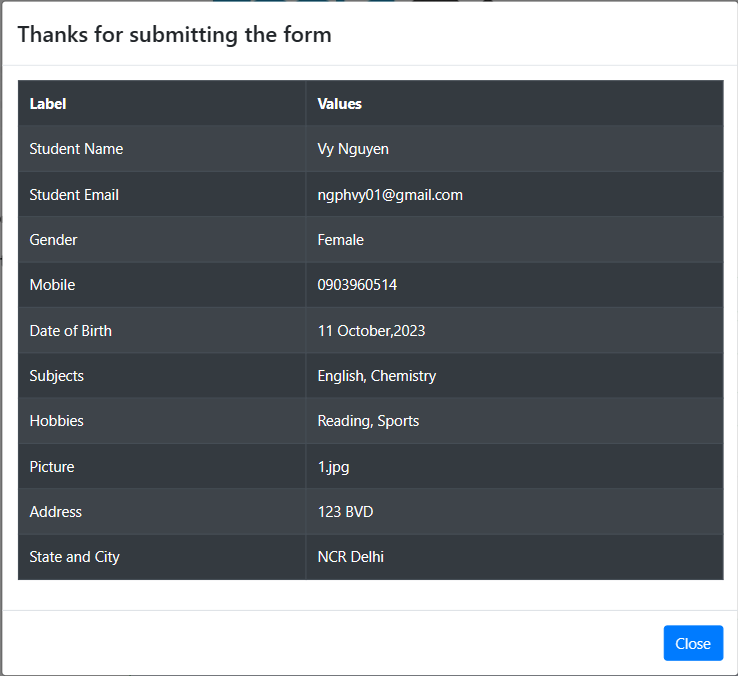 Thanks for submitting the form
Label Values
Student Name Vy Nguyen
Student Email ngphvy01@gmail.com
Gender Female
Mobile 0903960514
Date of Birth 11 October,2023
Subjects English, Chemistry
Hobbies Reading, Sports
Picture 1.jpg
Address 123 BVD
State and City NCR Delhi
Close